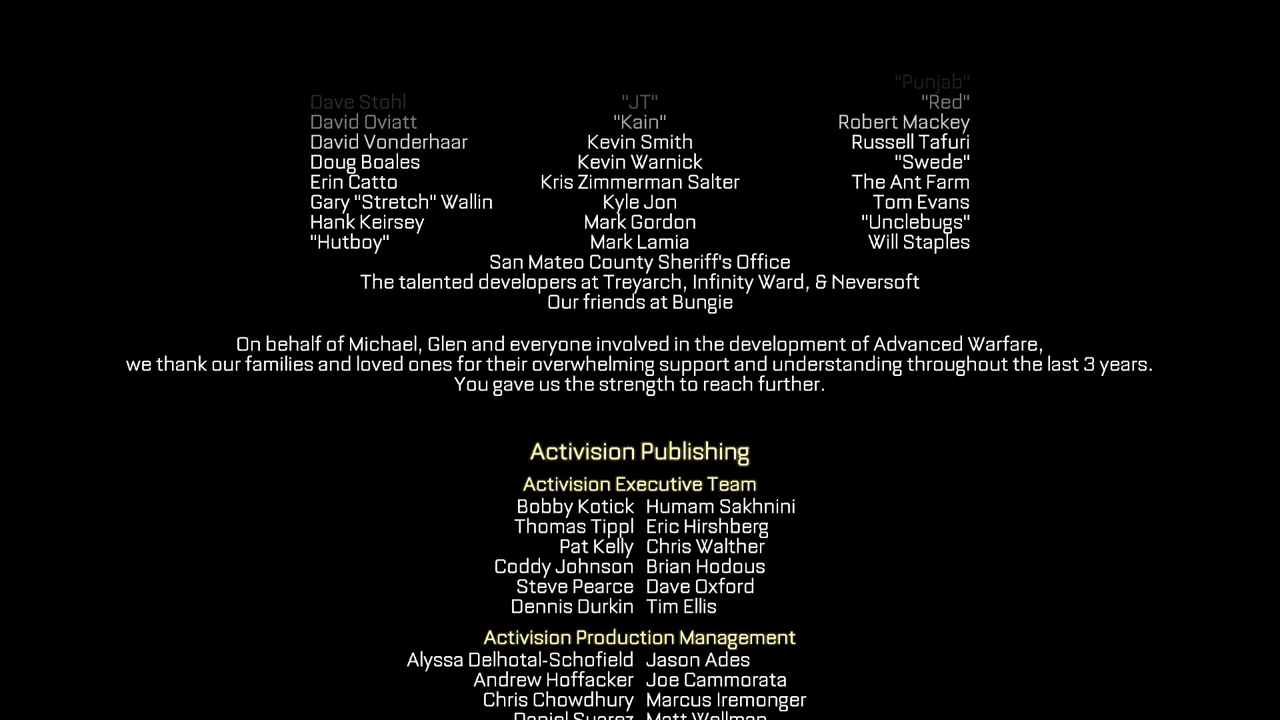 "Punjab"
Dave Stohl "JT" "Red"
David Oviatt "Kain" Robert Mackey
David Vonderhaar Kevin Smith Russell Tafuri
Doug Boales Kevin Warnick "Swede"
Erin Catto Kris Zimmerman Salter The Ant Farm
Gary "Stretch" Wallin Kyle Jon Tom Evans
Hank Keirsey Mark Gordon "Unclebugs"
"Hutboy" Mark Lamia Will Staples
San Mateo County Sheriff's Office
The talented developers at Treyarch, Infinity Ward, & Neversoft
Our friends at Bungie
On behalf of Michael, Glen and everyone involved in the development of Advanced Warfare,
we thank our families and loved ones for their overwhelming support and understanding throughout the last 3 years.
You gave us the strength to reach further.
Activision Publishing
Activision Executive Team
Bobby Kotick Humam Sakhnini
Thomas Tippl Eric Hirshberg
Pat Kelly Chris Walther
Coddy Johnson Brian Hodous
Steve Pearce Dave Oxford
Dennis Durkin Tim Ellis
Activision Production Management
Alyssa Delhotal-Schofield Jason Ades
Andrew Hoffacker Joe Cammorata
Chris Chowdhury Marcus Iremonger
Daniel Suarez Matt Wellman